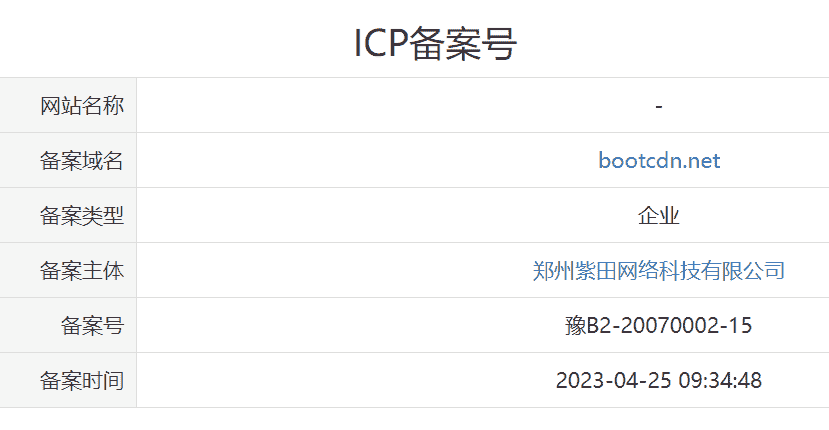 ICP备案号
网站名称 -
备案域名 bootcdn.net
备案类型 企业
备案主体 郑州紫田网络科技有限公司
备案号 豫B2-20070002-15
备案时间 2023-04-25 09:34:48